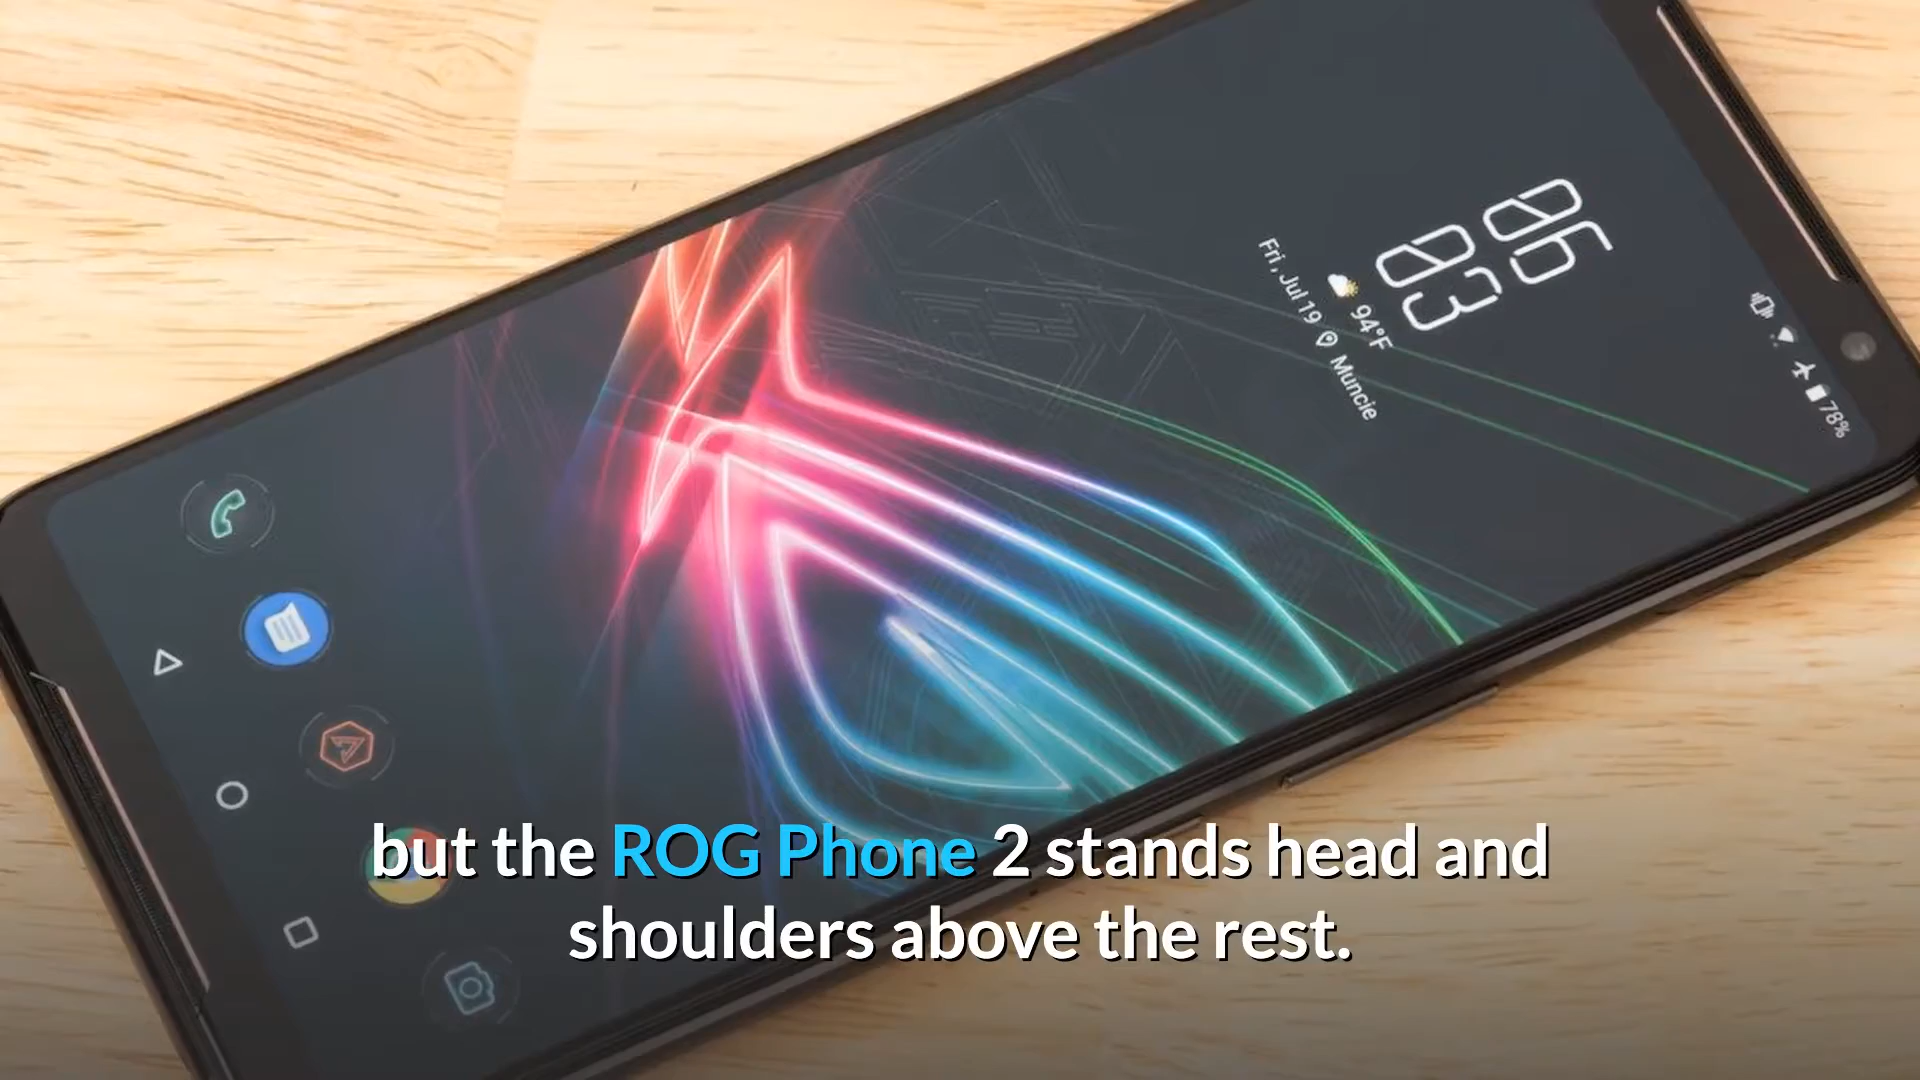 06
03
94°F
Fri, Jul 19 Muncie
78%
but the ROG Phone 2 stands head and
shoulders above the rest.